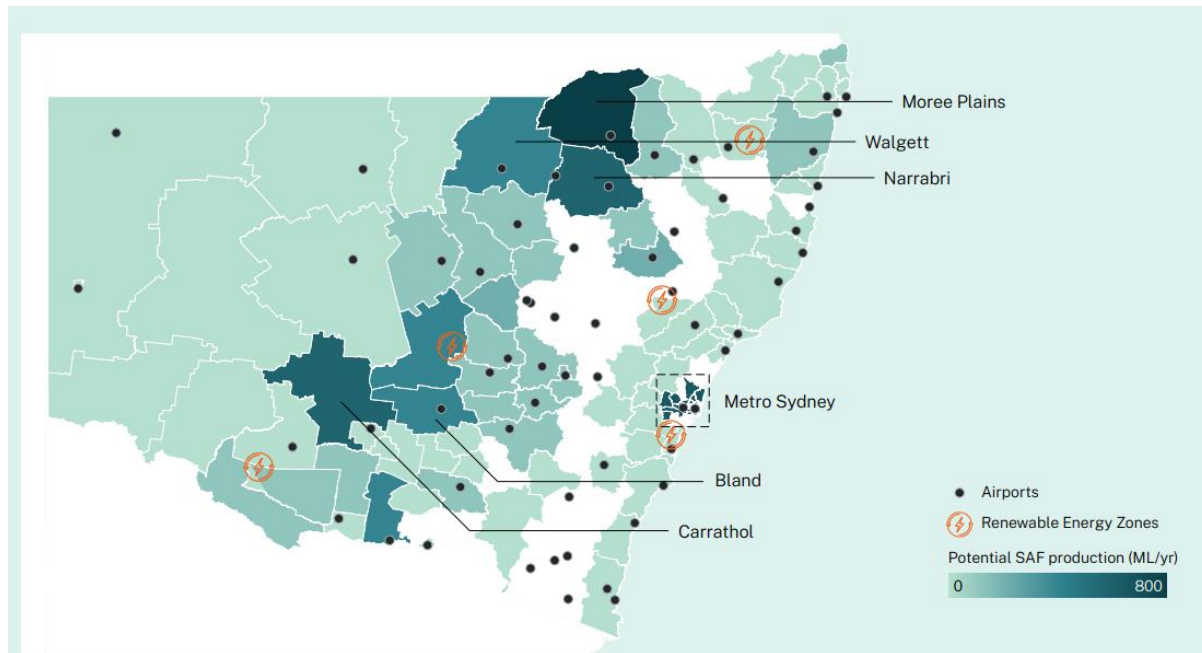 Moree Plains
Walgett
Narrabri
Metro Sydney
Bland
Carrathol
Airports
Renewable Energy Zones
Potential SAF production (ML/yr)
0 800